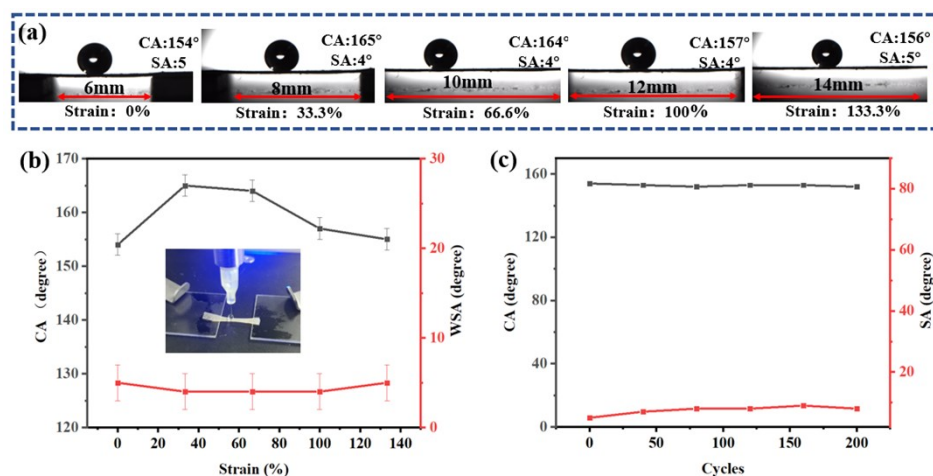 (a)
CA:154°
SA:5
6mm
Strain: 0%
CA:165°
SA:4°
8mm
Strain: 33.3%
CA:164°
SA:4°
10mm
Strain: 66.6%
CA:157°
SA:4°
12mm
Strain: 100%
CA:156°
SA:5°
14mm
Strain: 133.3%
(b)
170
160
150
140
130
120
CA (degree)
30
20
10
0
WSA (degree)
0 20 40 60 80 100 120 140
Strain (%)
(c)
160
120
80
40
0
CA (degree)
80
60
40
20
SA (degree)
0 50 100 150 200
Cycles